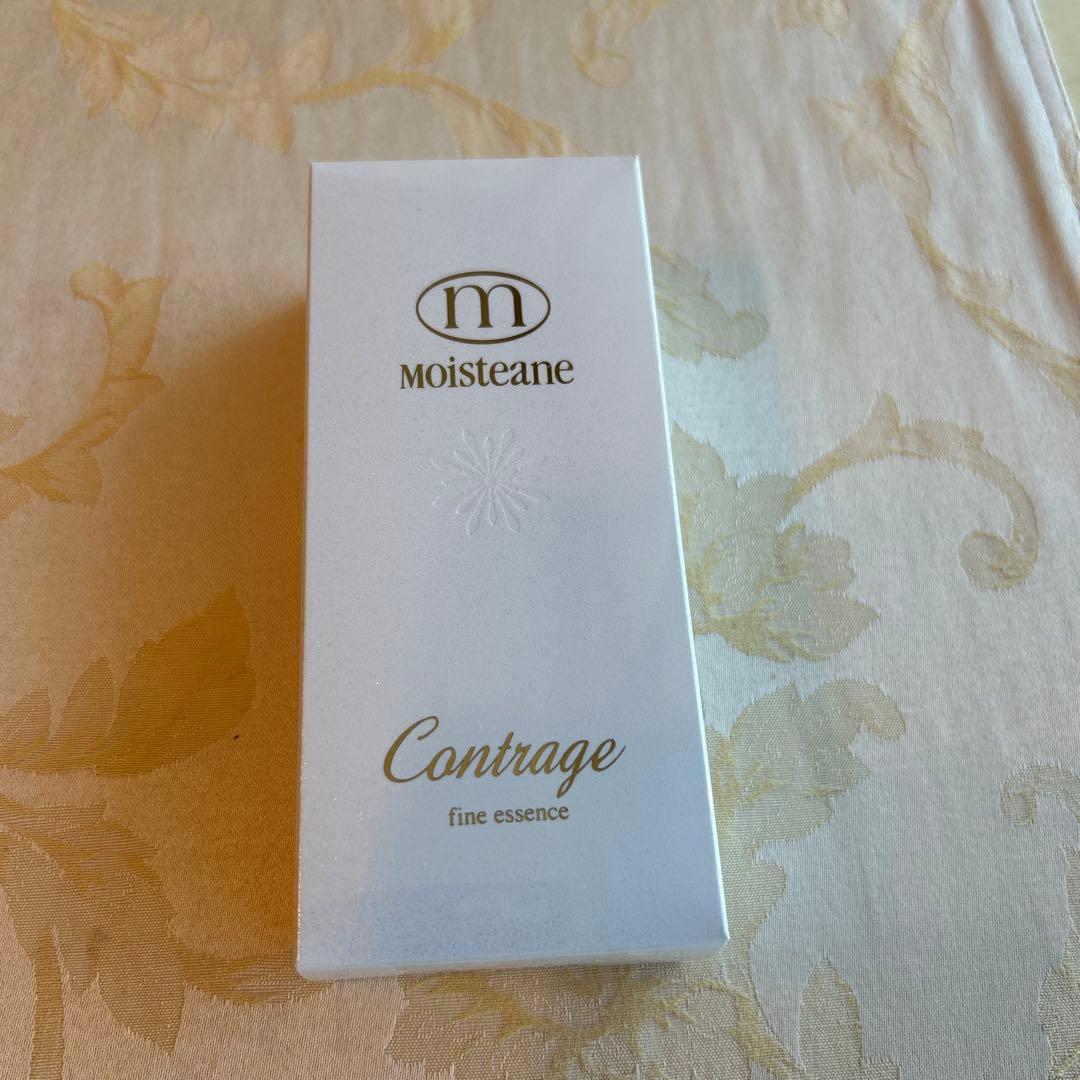 m
Moisteane
Contrage
fine essence